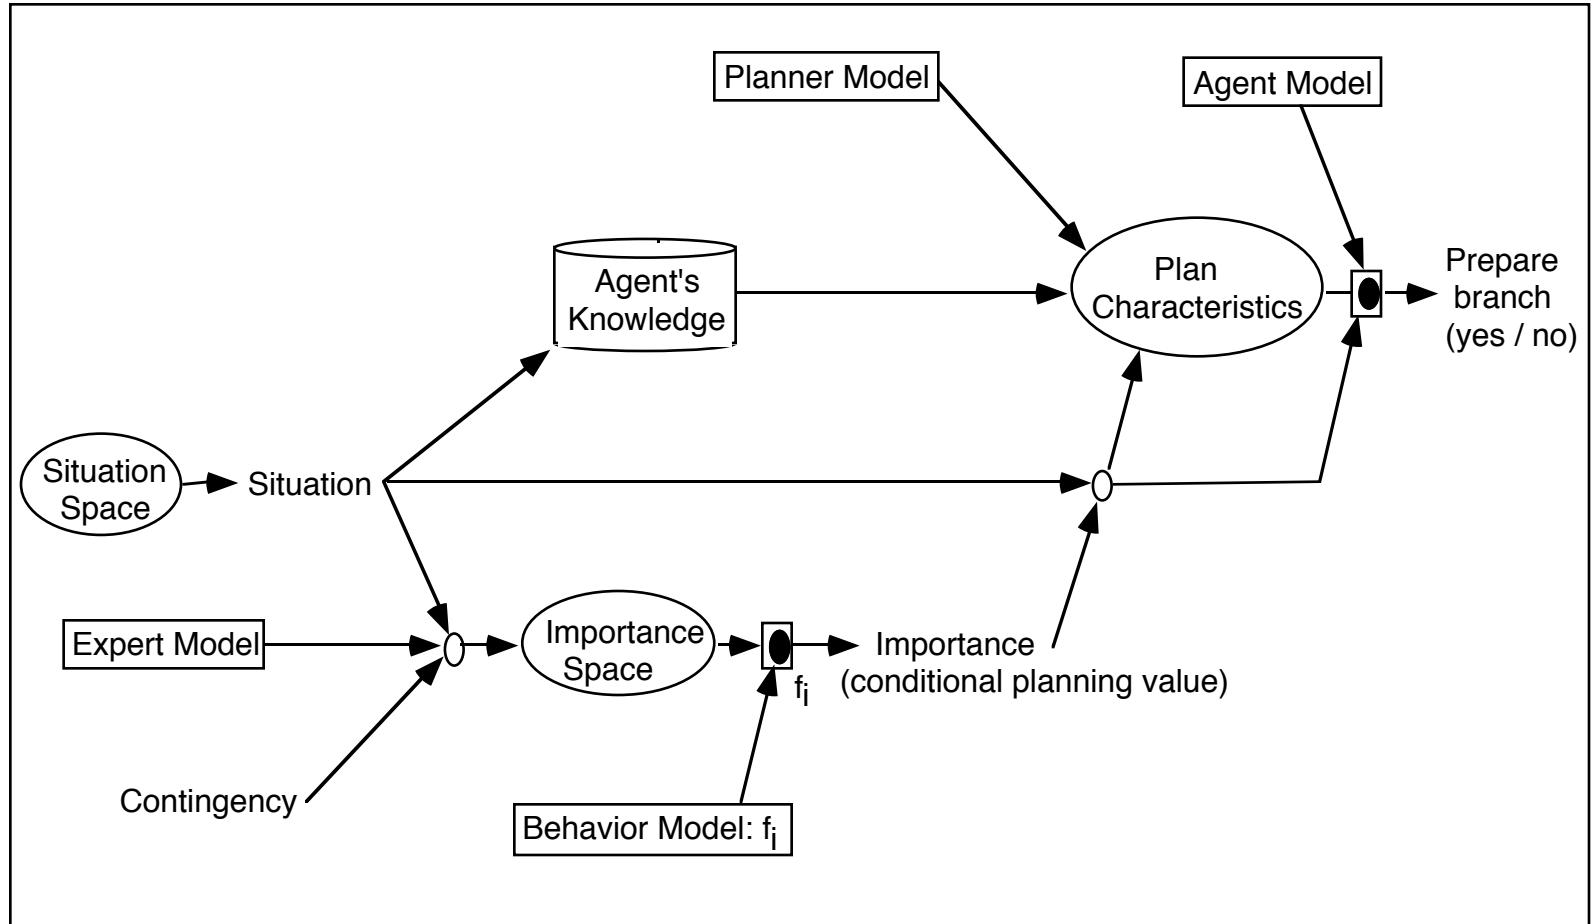 Planner Model
Agent Model
Agent's
Knowledge
Plan
Characteristics
Prepare
branch
(yes / no)
Situation
Space
Situation
Expert Model
Importance
Space
fi
Importance
(conditional planning value)
Contingency
Behavior Model: fi